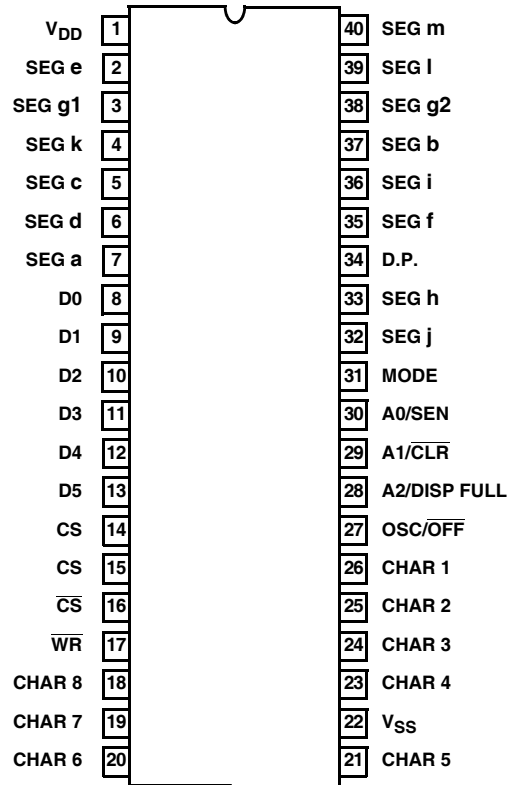 VDD 1 40 SEG m
SEG e 2 39 SEG l
SEG g1 3 38 SEG g2
SEG k 4 37 SEG b
SEG c 5 36 SEG i
SEG d 6 35 SEG f
SEG a 7 34 D.P.
D0 8 33 SEG h
D1 9 32 SEG j
D2 10 31 MODE
D3 11 30 A0/SEN
D4 12 29 A1/C̅L̅R̅
D5 13 28 A2/DISP FULL
CS 14 27 OSC/O̅F̅F̅
CS 15 26 CHAR 1
C̅S̅ 16 25 CHAR 2
W̅R̅ 17 24 CHAR 3
CHAR 8 18 23 CHAR 4
CHAR 7 19 22 VSS
CHAR 6 20 21 CHAR 5